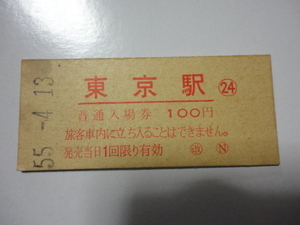 55.-4.13
東京駅 ㉔
普通入場券 100円
旅客車内に立ち入ることはできません。
発売当日1回限り有効 Ⓝ